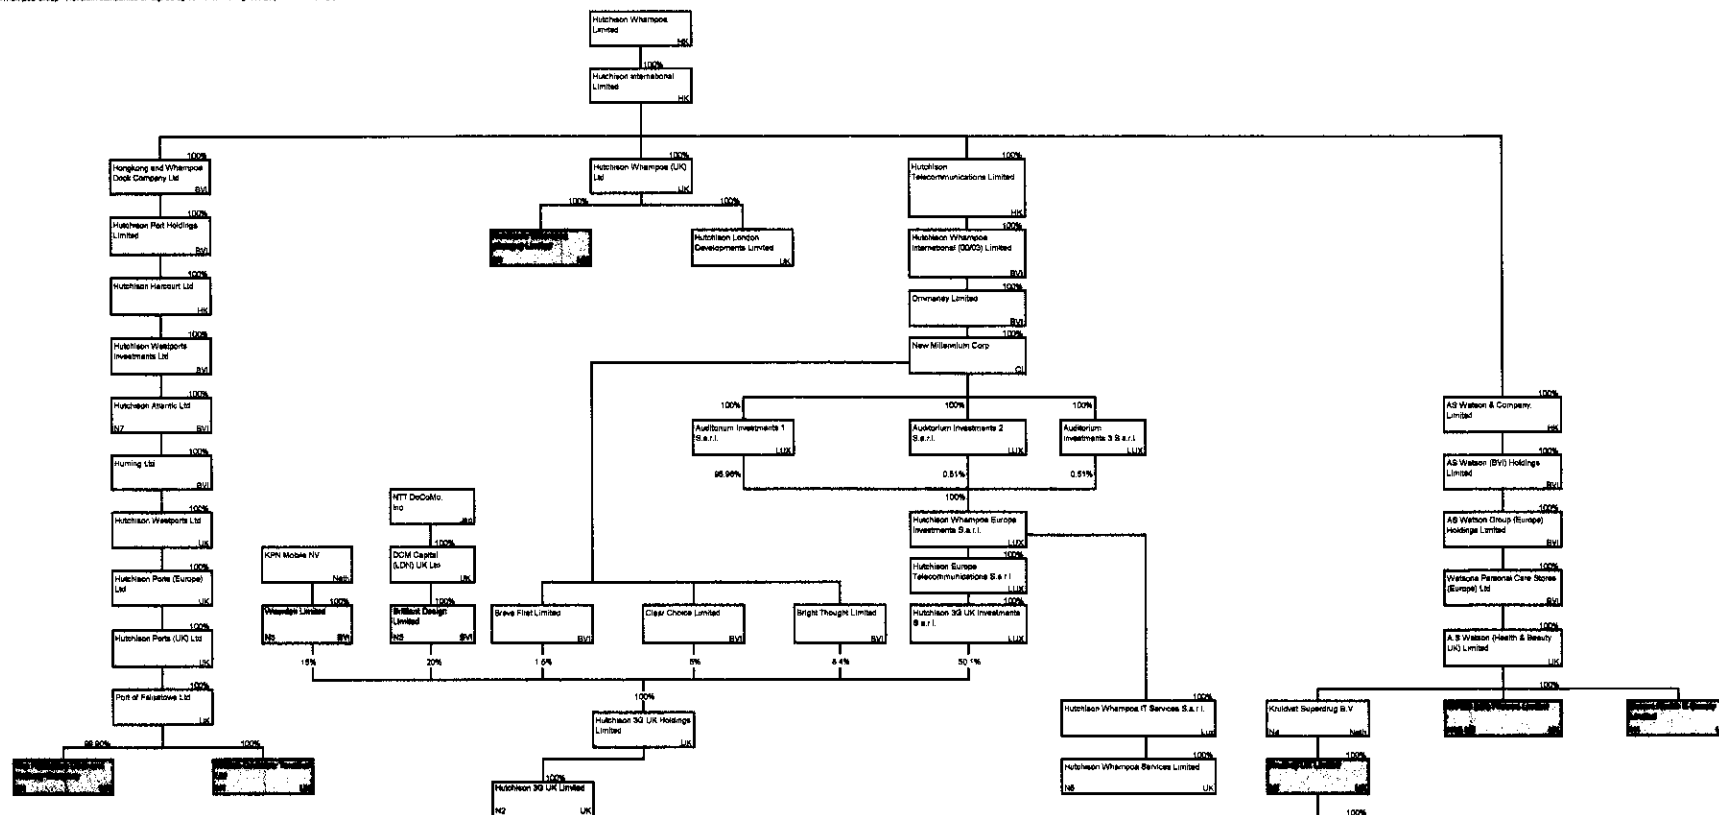 Hutchison Whampoa
Limited
HK
100%
Hutchison International
Limited
HK
100%
Hongkong and Whampoa
Dock Company Ltd
BVI
100%
Hutchison Whampoa (UK)
Ltd
UK
100%
Hutchison
Telecommunications Limited
HK
100%
Hutchison Port Holdings
Limited
BVI
100%
100%
Hutchison London
Developments Limited
UK
100%
Hutchison Whampoa
International (00/03) Limited
BVI
100%
Hutchison Harcourt Ltd
HK
100%
Ommaney Limited
BVI
100%
Hutchison Westports
Investments Ltd
BVI
100%
New Millennium Corp
CI
100%
Hutchison Atlantic Ltd
N7 BVI
100%
Auditorium Investments 1
S.a.r.l.
LUX
100%
Auditorium Investments 2
S.a.r.l.
LUX
100%
Auditorium
Investments 3 S.a.r.l.
LUX
100%
AS Watson & Company,
Limited
HK
100%
Huming Ltd
BVI
98.98%
0.51%
0.51%
100%
AS Watson (BVI) Holdings
Limited
BVI
100%
Hutchison Westports Ltd
UK
NTT DoCoMo,
Inc
100%
Hutchison Whampoa Europe
Investments S.a.r.l.
LUX
100%
AS Watson Group (Europe)
Holdings Limited
BVI
100%
Hutchison Ports (Europe)
Ltd
UK
KPN Mobile NV
Neth
100%
DCM Capital
(LDN) UK Ltd
UK
100%
Hutchison Europe
Telecommunications S.a.r.l
LUX
100%
Watsons Personal Care Stores
(Europe) Ltd
BVI
100%
Hutchison Ports (UK) Ltd
UK
100%
Limited
N5 BVI
100%
Brilliant Design
Limited
N5 BVI
Brave First Limited
BVI
Clear Choice Limited
BVI
Bright Thought Limited
BVI
100%
Hutchison 3G UK Investments
S.a.r.l.
LUX
100%
A.S Watson (Health & Beauty
UK) Limited
UK
15%
20%
1.5%
5%
8.4%
50.1%
100%
Port of Felixstowe Ltd
UK
100%
Hutchison 3G UK Holdings
Limited
UK
100%
Hutchison Whampoa IT Services S.a.r.l.
Lux
100%
Kruidvat Superdrug B.V
N4 Neth
99.90%
100%
100%
Hutchison 3G UK Limited
N2 UK
100%
Hutchison Whampoa Services Limited
N6 UK
100%
100%